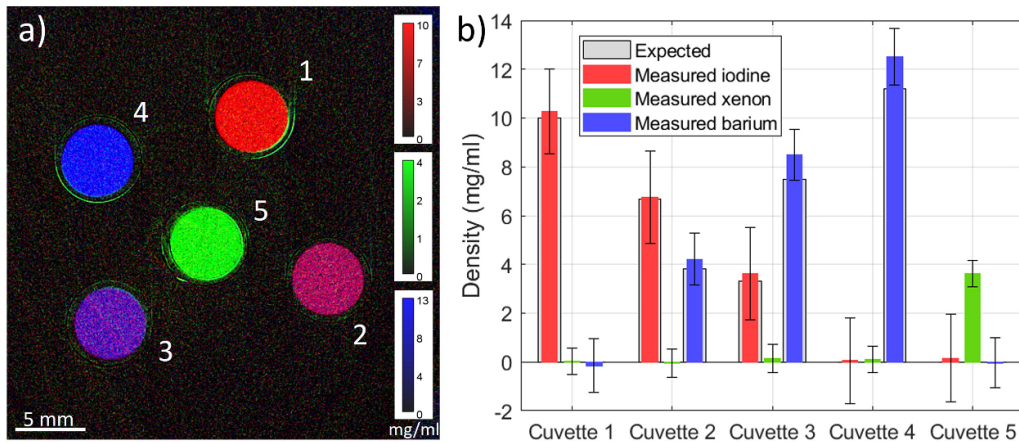 a)
1
4
5
2
3
5 mm
10
7
3
0
4
2
1
0
13
8
4
0
mg/ml
b)
14
12
10
8
6
4
2
0
-2
Density (mg/ml)
Expected
Measured iodine
Measured xenon
Measured barium
Cuvette 1 Cuvette 2 Cuvette 3 Cuvette 4 Cuvette 5